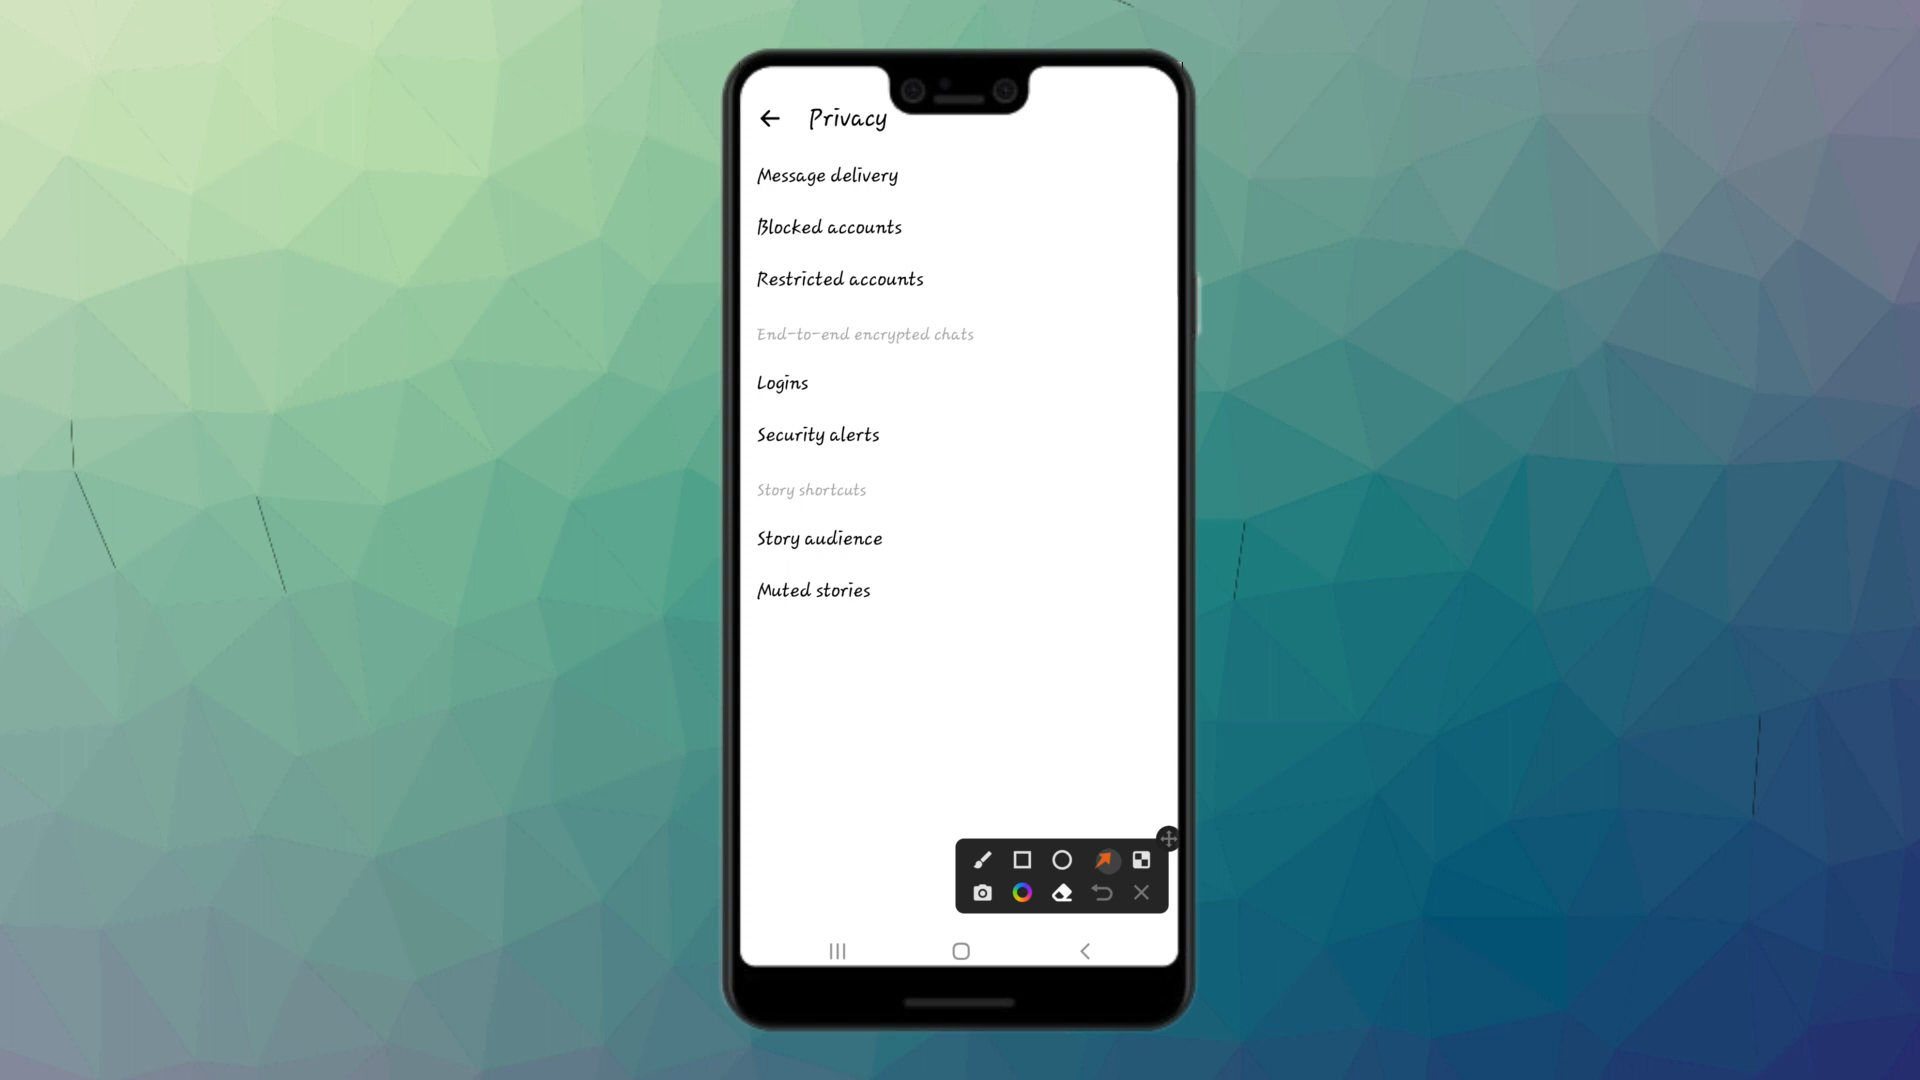 Privacy
Message delivery
Blocked accounts
Restricted accounts
End-to-end encrypted chats
Logins
Security alerts
Story shortcuts
Story audience
Muted stories